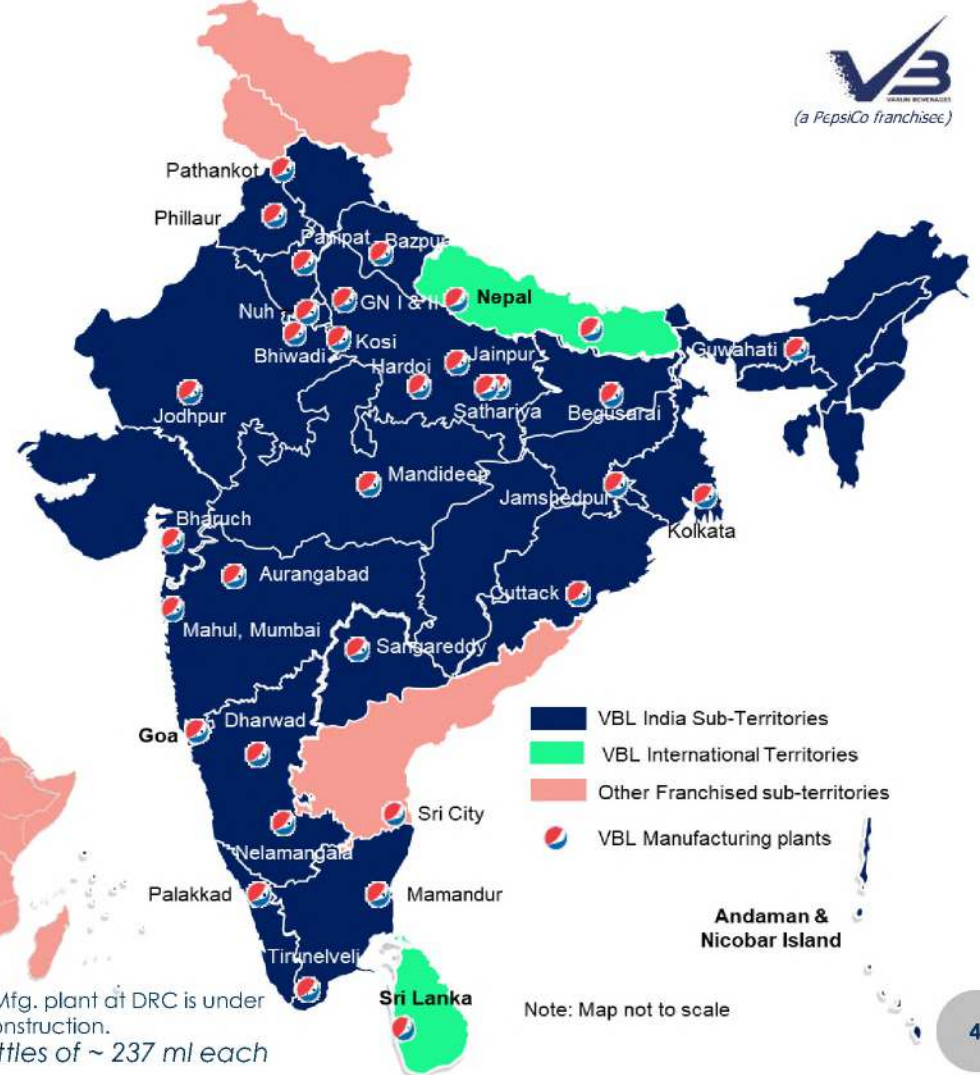 VB
VARUN BEVERAGES
(a PepsiCo franchisee)
Pathankot
Phillaur
Panipat
Bazpur
Nuh
GN I & II
Nepal
Bhiwadi
Kosi
Guwahati
Hardoi
Jainpur
Jodhpur
Sathariya
Begusarai
Mandideep
Jamshedpur
Kolkata
Bharuch
Aurangabad
Cuttack
Mahul, Mumbai
Sangareddy
Goa
Dharwad
VBL India Sub-Territories
VBL International Territories
Other Franchised sub-territories
VBL Manufacturing plants
Sri City
Nelamangala
Palakkad
Mamandur
Andaman &
Nicobar Island
Tirunelveli
Sri Lanka
Note: Map not to scale
Mfg. plant at DRC is under
onstruction.
ttles of ~ 237 ml each
4